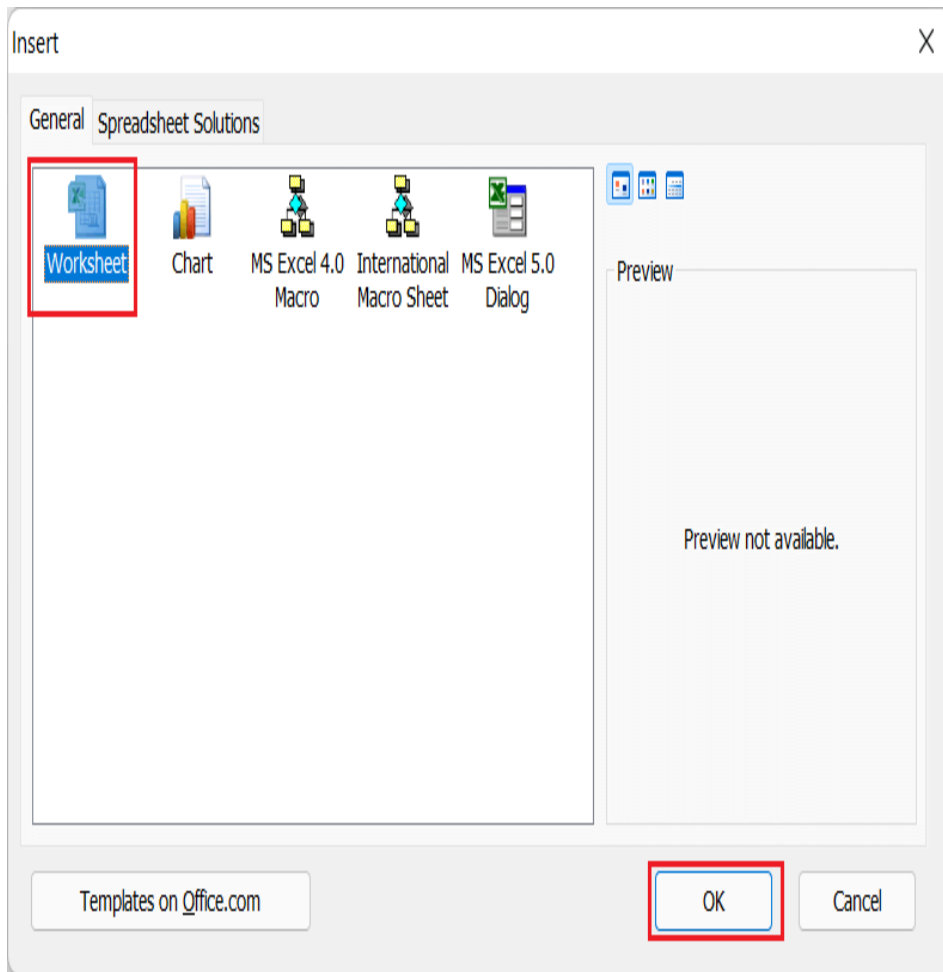 Insert
General
Spreadsheet Solutions
Worksheet
Chart
MS Excel 4.0
Macro
International
Macro Sheet
MS Excel 5.0
Dialog
Preview
Preview not available.
Templates on Office.com
OK
Cancel